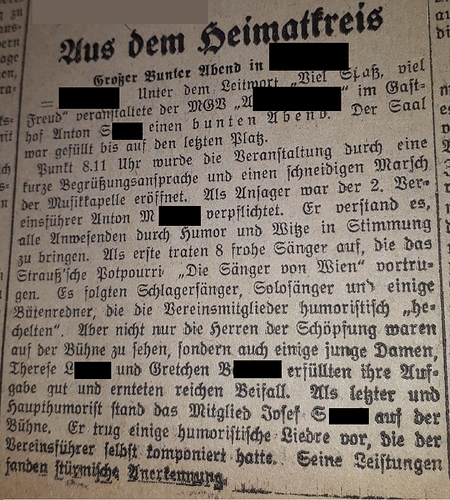 Aus dem Heimatkreis
Großer Bunter Abend in
= Unter dem Leitwort „Viel Spaß, viel
Freud“ veranstaltete der MGV „A im Gast-
hof Anton S einen bunten Abend. Der Saal
war gefüllt bis auf den letzten Platz.
Punkt 8.11 Uhr wurde die Veranstaltung durch eine
kurze Begrüßungsansprache und einen schneidigen Marsch
der Musikkapelle eröffnet. Als Ansager war der 2. Ver-
einsführer Anton M verpflichtet. Er verstand es,
alle Anwesenden durch Humor und Witze in Stimmung
zu bringen. Als erste traten 8 frohe Sänger auf, die das
Strauß'sche Potpourri „Die Sänger von Wien“ vortru-
gen. Es folgten Schlagersänger, Solosänger und einige
Bütenredner, die die Vereinsmitglieder humoristisch „he-
chelten“. Aber nicht nur die Herren der Schöpfung waren
auf der Bühne zu sehen, sondern auch einige junge Damen,
Therese L und Gretchen B erfüllten ihre Auf-
gabe gut und ernteten reichen Beifall. Als letzter und
Haupthumorist stand das Mitglied Josef S auf der
Bühne. Er trug einige humoristische Liedre vor, die der
Vereinsführer selbst komponiert hatte. Seine Leistungen
fanden stürmische Anerkennung.